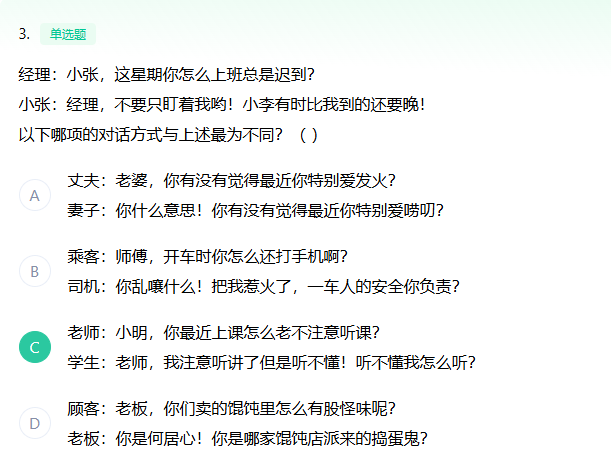 3. 单选题
经理：小张，这星期你怎么上班总是迟到？
小张：经理，不要只盯着我哟！小李有时比我到的还要晚！
以下哪项的对话方式与上述最为不同？（ ）
A 丈夫：老婆，你有没有觉得最近你特别爱发火？
妻子：你什么意思！你有没有觉得最近你特别爱唠叨？
B 乘客：师傅，开车时你怎么还打手机啊？
司机：你乱嚷什么！把我惹火了，一车人的安全你负责？
C 老师：小明，你最近上课怎么老不注意听课？
学生：老师，我注意听讲了但是听不懂！听不懂我怎么听？
D 顾客：老板，你们卖的馄饨里怎么有股怪味呢？
老板：你是何居心！你是哪家馄饨店派来的捣蛋鬼？